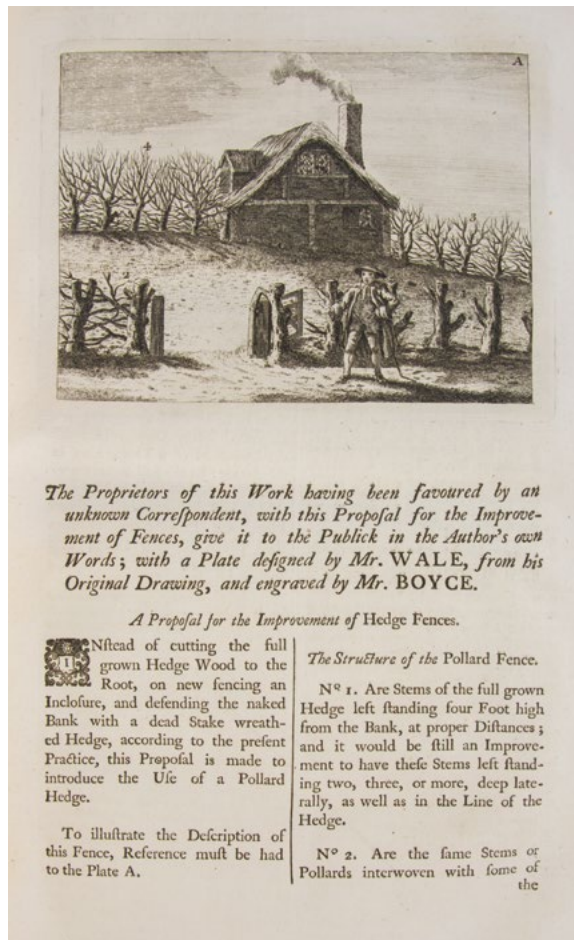 A
4
3
2
The Proprietors of this Work having been favoured by an
unknown Correſpondent, with this Propoſal for the Improve-
ment of Fences, give it to the Publick in the Author's own
Words; with a Plate deſigned by Mr. WALE, from his
Original Drawing, and engraved by Mr. BOYCE.
A Propoſal for the Improvement of Hedge Fences.
INſtead of cutting the full
grown Hedge Wood to the
Root, on new fencing an
Incloſure, and defending the naked
Bank with a dead Stake wreath-
ed Hedge, according to the preſent
Practice, this Propoſal is made to
introduce the Uſe of a Pollard
Hedge.
To illuſtrate the Deſcription of
this Fence, Reference muſt be had
to the Plate A.
The Structure of the Pollard Fence.
Nº 1. Are Stems of the full grown
Hedge left ſtanding four Foot high
from the Bank, at proper Diſtances;
and it would be ſtill an Improve-
ment to have theſe Stems left ſtand-
ing two, three, or more, deep late-
rally, as well as in the Line of the
Hedge.
Nº 2. Are the ſame Stems or
Pollards interwoven with ſome of
the